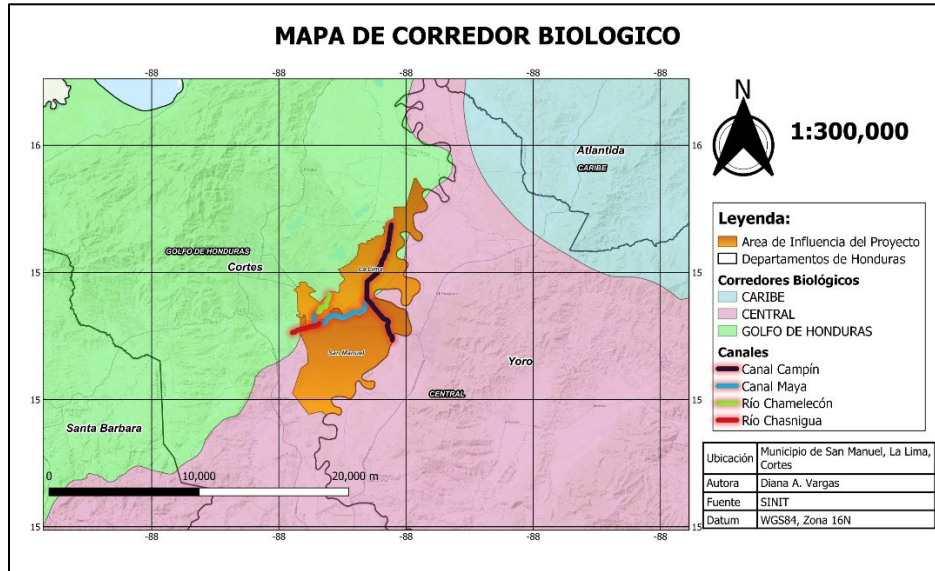 MAPA DE CORREDOR BIOLOGICO
-88
-88
-88
-88
-88
N
1:300,000
16
16
Atlantida
CARIBE
GOLFO DE HONDURAS
Cortes
La Lima
15
15
San Manuel
Yoro
CENTRAL
15
15
Santa Barbara
0
10,000
20,000 m
15
15
-88
-88
-88
-88
-88
Leyenda:
Area de Influencia del Proyecto
Departamentos de Honduras
Corredores Biológicos
CARIBE
CENTRAL
GOLFO DE HONDURAS
Canales
Canal Campín
Canal Maya
Río Chamelecón
Río Chasnigua
Ubicación Municipio de San Manuel, La Lima,
Cortes
Autora Diana A. Vargas
Fuente SINIT
Datum WGS84, Zona 16N